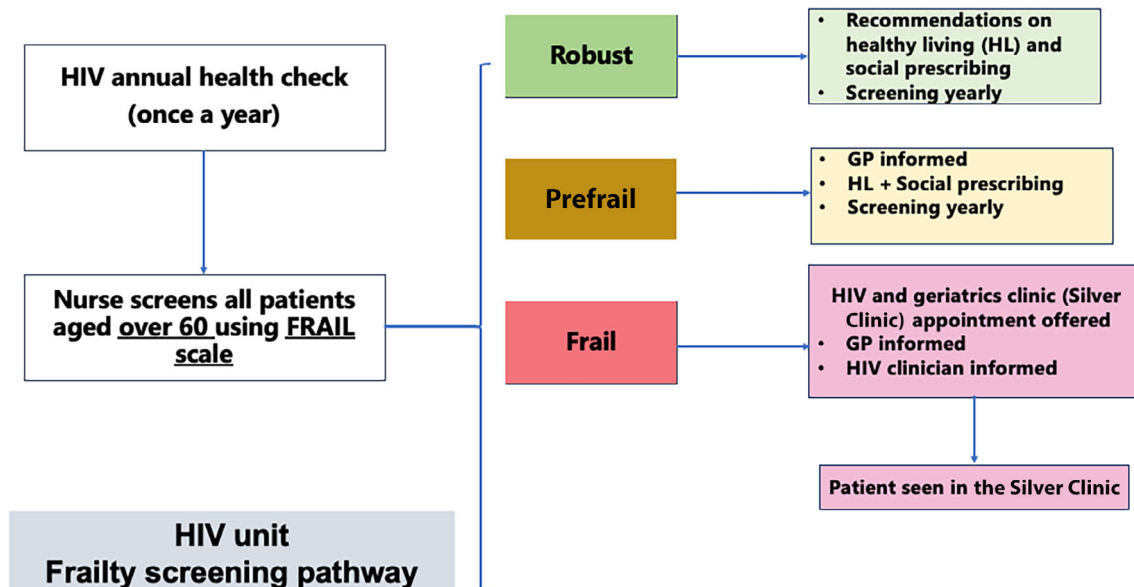 HIV annual health check
(once a year)
Nurse screens all patients
aged over 60 using FRAIL
scale
HIV unit
Frailty screening pathway
Robust
• Recommendations on
healthy living (HL) and
social prescribing
• Screening yearly
Prefrail
• GP informed
• HL + Social prescribing
• Screening yearly
Frail
HIV and geriatrics clinic (Silver
Clinic) appointment offered
• GP informed
• HIV clinician informed
Patient seen in the Silver Clinic